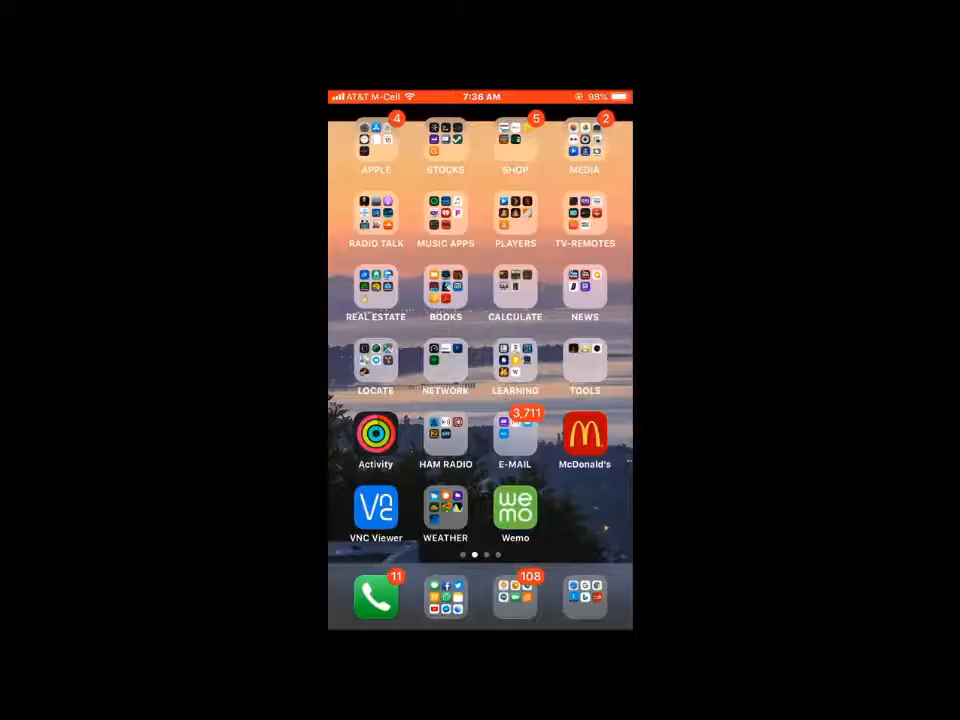 AT&T M-Cell 7:36 AM 98%
4 5 2
APPLE STOCKS SHOP MEDIA
RADIO TALK MUSIC APPS PLAYERS TV-REMOTES
REAL ESTATE BOOKS CALCULATE NEWS
LOCATE NETWORK LEARNING TOOLS
3,711
Activity HAM RADIO E-MAIL McDonald's
VNC wemo
VNC Viewer WEATHER Wemo
11 108